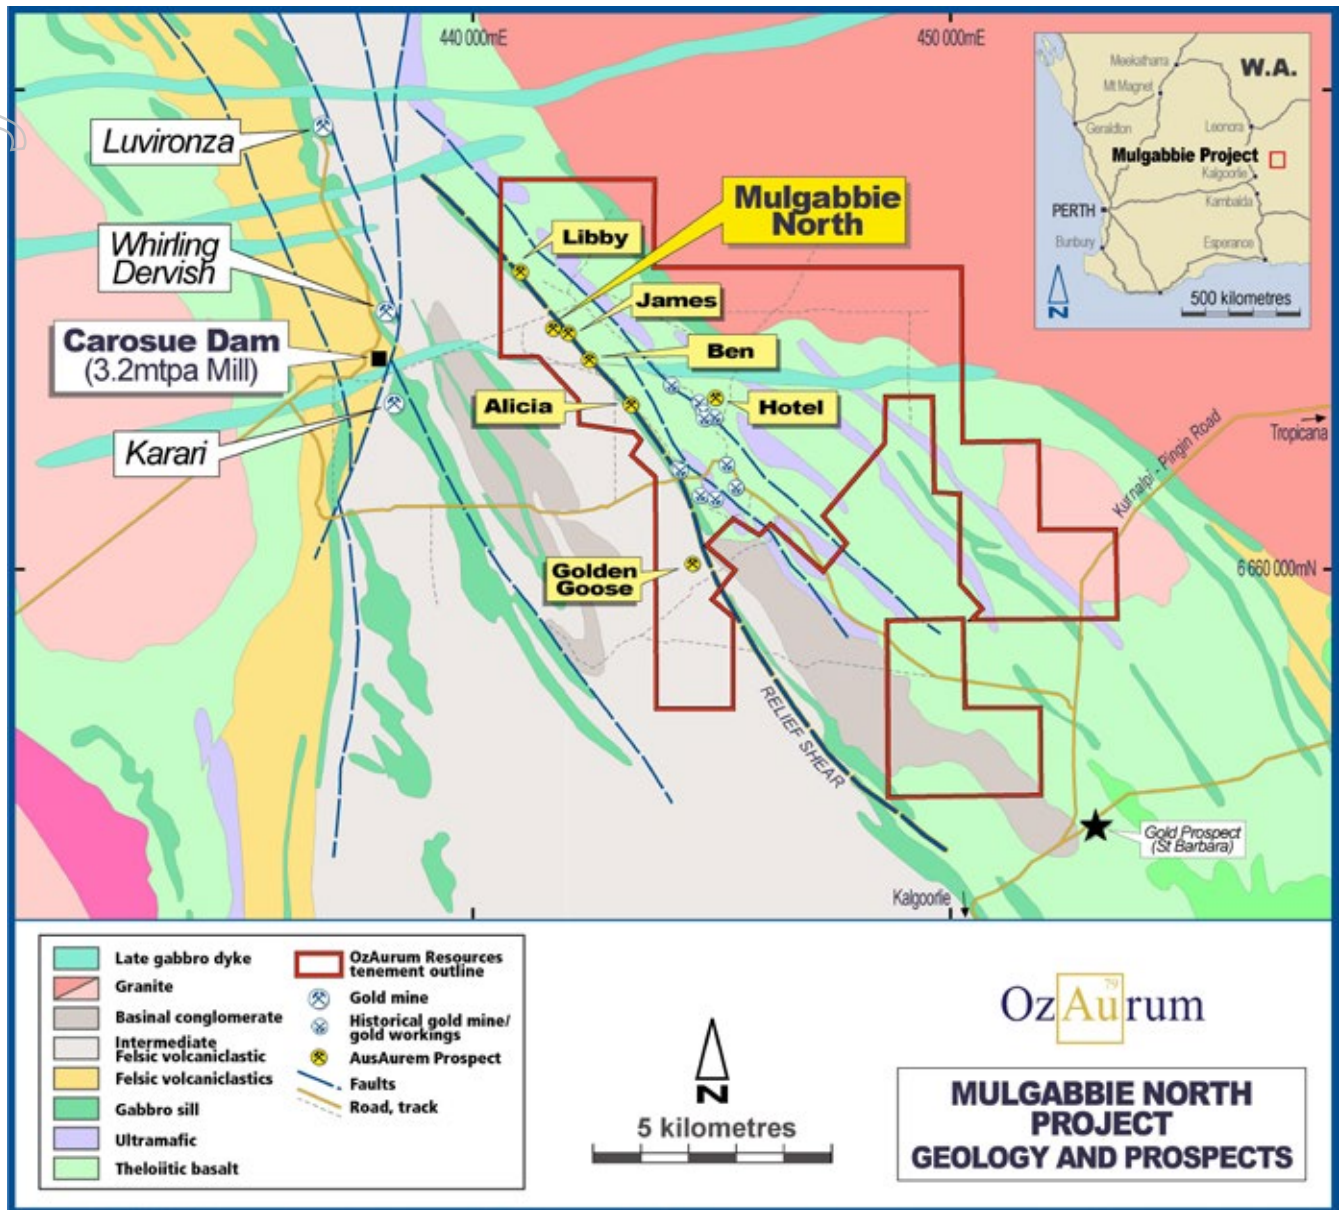 440 000mE
450 000mE
Luvironza
Whirling
Dervish
Carosue Dam
(3.2mtpa Mill)
Karari
Mulgabbie
North
Libby
James
Ben
Alicia
Hotel
Golden
Goose
RELIEF SHEAR
Kurnalpi - Pingin Road
Tropicana
6 660 000mN
Gold Prospect
(St Barbara)
Kalgoorlie
W.A.
Meekatharra
Mt Magnet
Geraldton
Leonora
Mulgabbie Project
Kalgoorlie
Kambalda
PERTH
Bunbury
Esperance
N
500 kilometres
Late gabbro dyke
Granite
Basinal conglomerate
Intermediate
Felsic volcaniclastic
Felsic volcaniclastics
Gabbro sill
Ultramafic
Theloiitic basalt
OzAurum Resources
tenement outline
Gold mine
Historical gold mine/
gold workings
AusAurem Prospect
Faults
Road, track
N
5 kilometres
79
OzAurum
MULGABBIE NORTH
PROJECT
GEOLOGY AND PROSPECTS